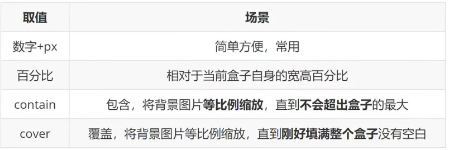 取值 场景
数字+px 简单方便，常用
百分比 相对于当前盒子自身的宽高百分比
contain 包含，将背景图片等比例缩放，直到不会超出盒子的最大
cover 覆盖，将背景图片等比例缩放，直到刚好填满整个盒子没有空白